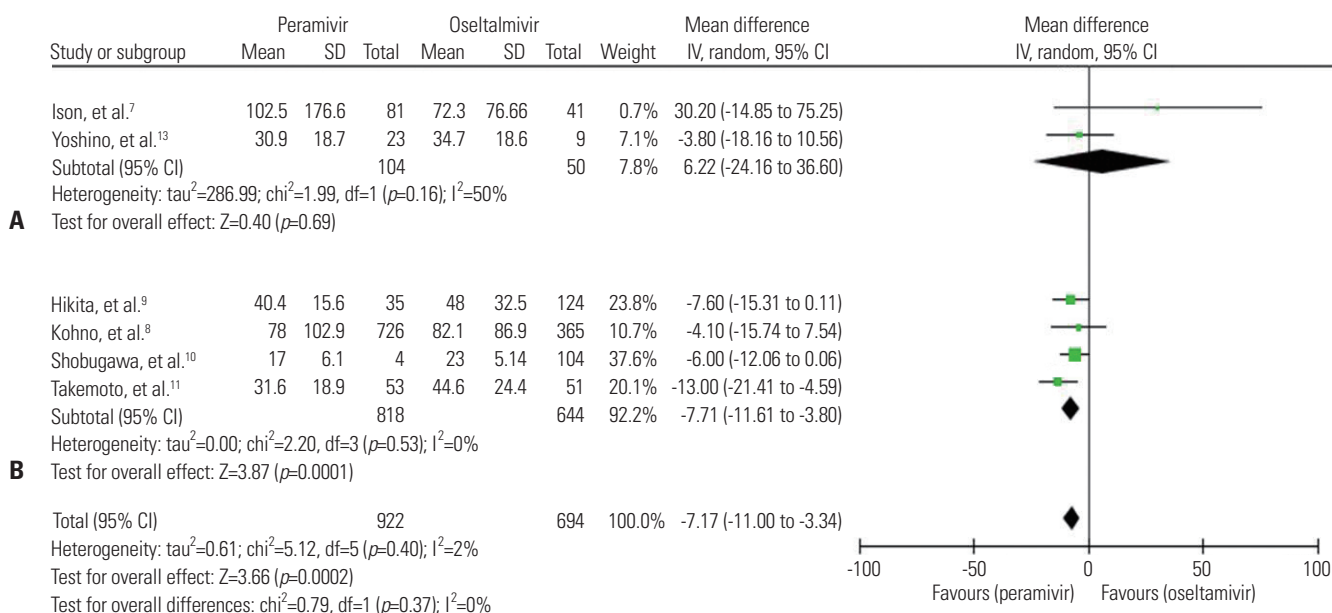 Peramivir Oseltalmivir Mean difference Mean difference
Study or subgroup Mean SD Total Mean SD Total Weight IV, random, 95% CI IV, random, 95% CI
Ison, et al.⁷ 102.5 176.6 81 72.3 76.66 41 0.7% 30.20 (-14.85 to 75.25)
Yoshino, et al.¹³ 30.9 18.7 23 34.7 18.6 9 7.1% -3.80 (-18.16 to 10.56)
Subtotal (95% CI) 104 50 7.8% 6.22 (-24.16 to 36.60)
Heterogeneity: tau²=286.99; chi²=1.99, df=1 (p=0.16); I²=50%
A Test for overall effect: Z=0.40 (p=0.69)
Hikita, et al.⁹ 40.4 15.6 35 48 32.5 124 23.8% -7.60 (-15.31 to 0.11)
Kohno, et al.⁸ 78 102.9 726 82.1 86.9 365 10.7% -4.10 (-15.74 to 7.54)
Shobugawa, et al.¹⁰ 17 6.1 4 23 5.14 104 37.6% -6.00 (-12.06 to 0.06)
Takemoto, et al.¹¹ 31.6 18.9 53 44.6 24.4 51 20.1% -13.00 (-21.41 to -4.59)
Subtotal (95% CI) 818 644 92.2% -7.71 (-11.61 to -3.80)
Heterogeneity: tau²=0.00; chi²=2.20, df=3 (p=0.53); I²=0%
B Test for overall effect: Z=3.87 (p=0.0001)
Total (95% CI) 922 694 100.0% -7.17 (-11.00 to -3.34)
Heterogeneity: tau²=0.61; chi²=5.12, df=5 (p=0.40); I²=2%
Test for overall effect: Z=3.66 (p=0.0002)
Test for overall differences: chi²=0.79, df=1 (p=0.37); I²=0%
-100 -50 0 50 100
Favours (peramivir) Favours (oseltamivir)